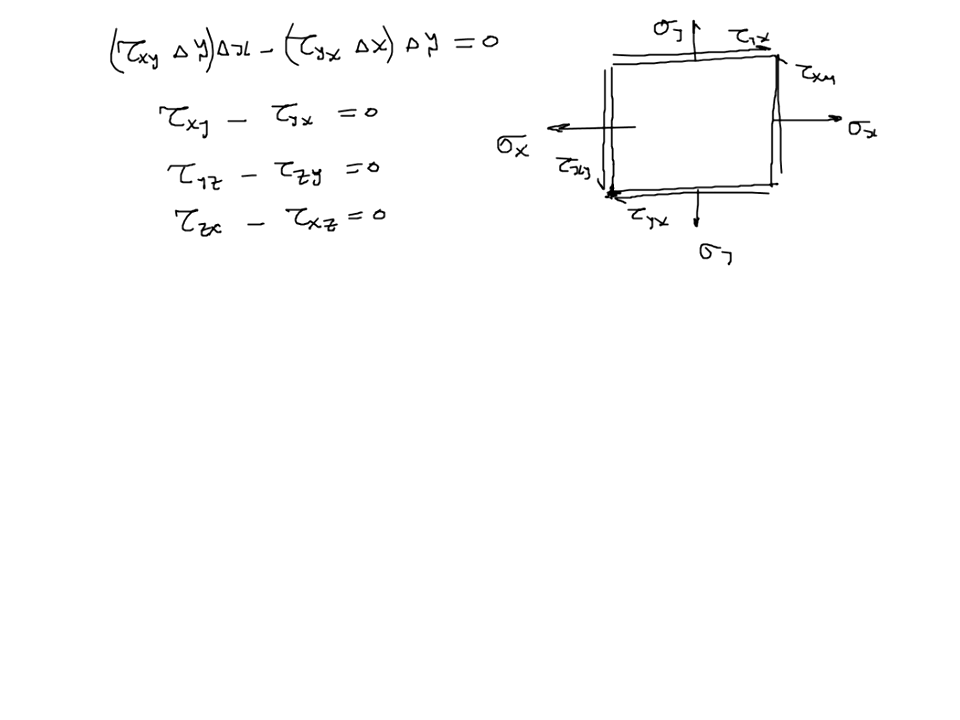 (τxy Δy)Δx - (τyx Δx) Δy = 0
τxy - τyx = 0
τyz - τzy = 0
τzx - τxz = 0
σy
τyx
τxy
σx
σx
τxy
τyx
σy